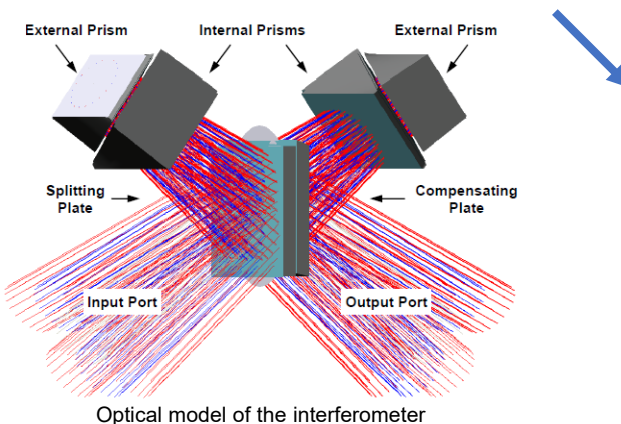 External Prism
Internal Prisms
External Prism
Splitting
Plate
Compensating
Plate
Input Port
Output Port
Optical model of the interferometer